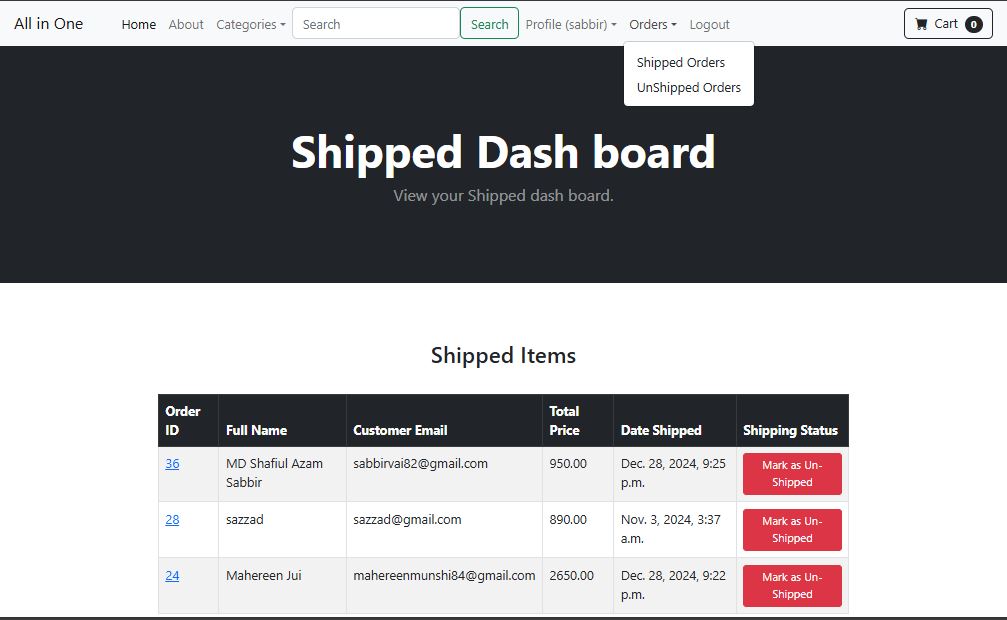 All in One Home About Categories Search Search Profile (sabbir) Orders Logout Cart 0
Shipped Orders
UnShipped Orders
Shipped Dash board
View your Shipped dash board.
Shipped Items
Order ID Full Name Customer Email Total Price Date Shipped Shipping Status
36 MD Shafiul Azam Sabbir sabbirvai82@gmail.com 950.00 Dec. 28, 2024, 9:25 p.m. Mark as Un-Shipped
28 sazzad sazzad@gmail.com 890.00 Nov. 3, 2024, 3:37 a.m. Mark as Un-Shipped
24 Mahereen Jui mahereenmunshi84@gmail.com 2650.00 Dec. 28, 2024, 9:22 p.m. Mark as Un-Shipped